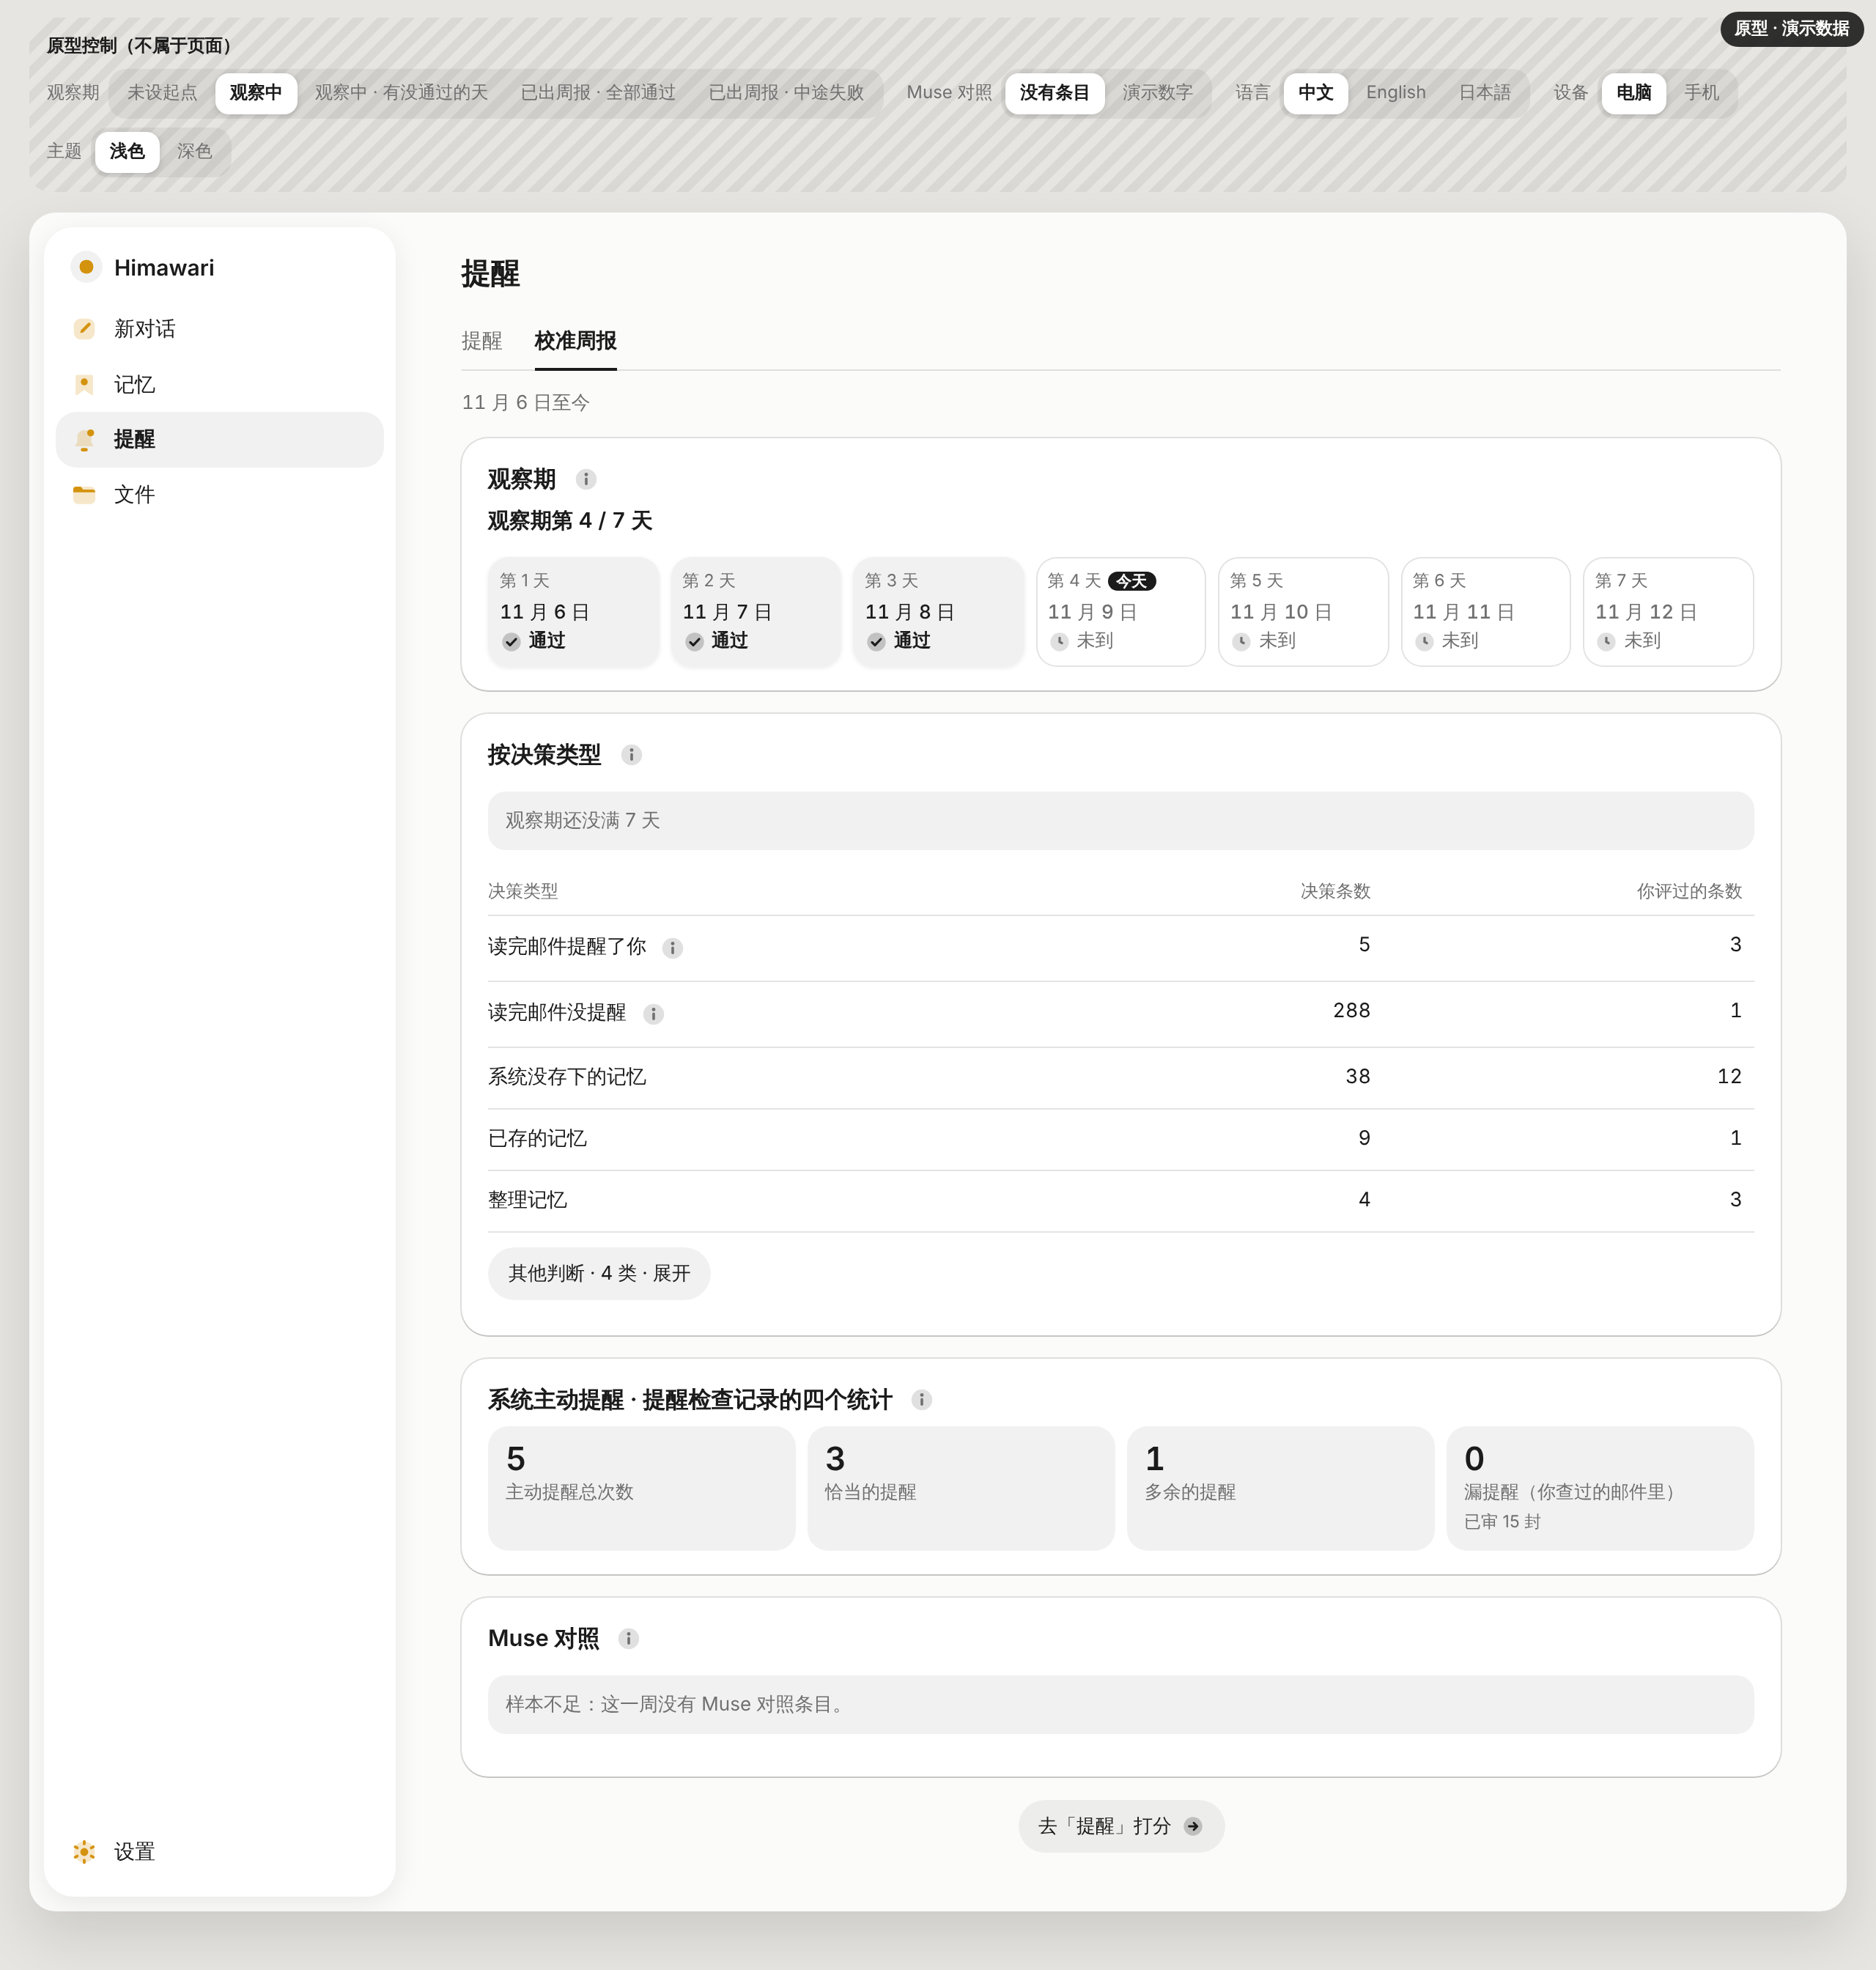 原型 · 演示数据
原型控制（不属于页面）
观察期 未设起点 观察中 观察中 · 有没通过的天 已出周报 · 全部通过 已出周报 · 中途失败 Muse 对照 没有条目 演示数字 语言 中文 English 日本語 设备 电脑 手机
主题 浅色 深色
Himawari
新对话
记忆
提醒
文件
设置
提醒
提醒 校准周报
11 月 6 日至今
观察期
观察期第 4 / 7 天
第 1 天
11 月 6 日
通过
第 2 天
11 月 7 日
通过
第 3 天
11 月 8 日
通过
第 4 天 今天
11 月 9 日
未到
第 5 天
11 月 10 日
未到
第 6 天
11 月 11 日
未到
第 7 天
11 月 12 日
未到
按决策类型
观察期还没满 7 天
决策类型 决策条数 你评过的条数
读完邮件提醒了你 5 3
读完邮件没提醒 288 1
系统没存下的记忆 38 12
已存的记忆 9 1
整理记忆 4 3
其他判断 · 4 类 · 展开
系统主动提醒 · 提醒检查记录的四个统计
5
主动提醒总次数
3
恰当的提醒
1
多余的提醒
0
漏提醒（你查过的邮件里）
已审 15 封
Muse 对照
样本不足：这一周没有 Muse 对照条目。
去「提醒」打分